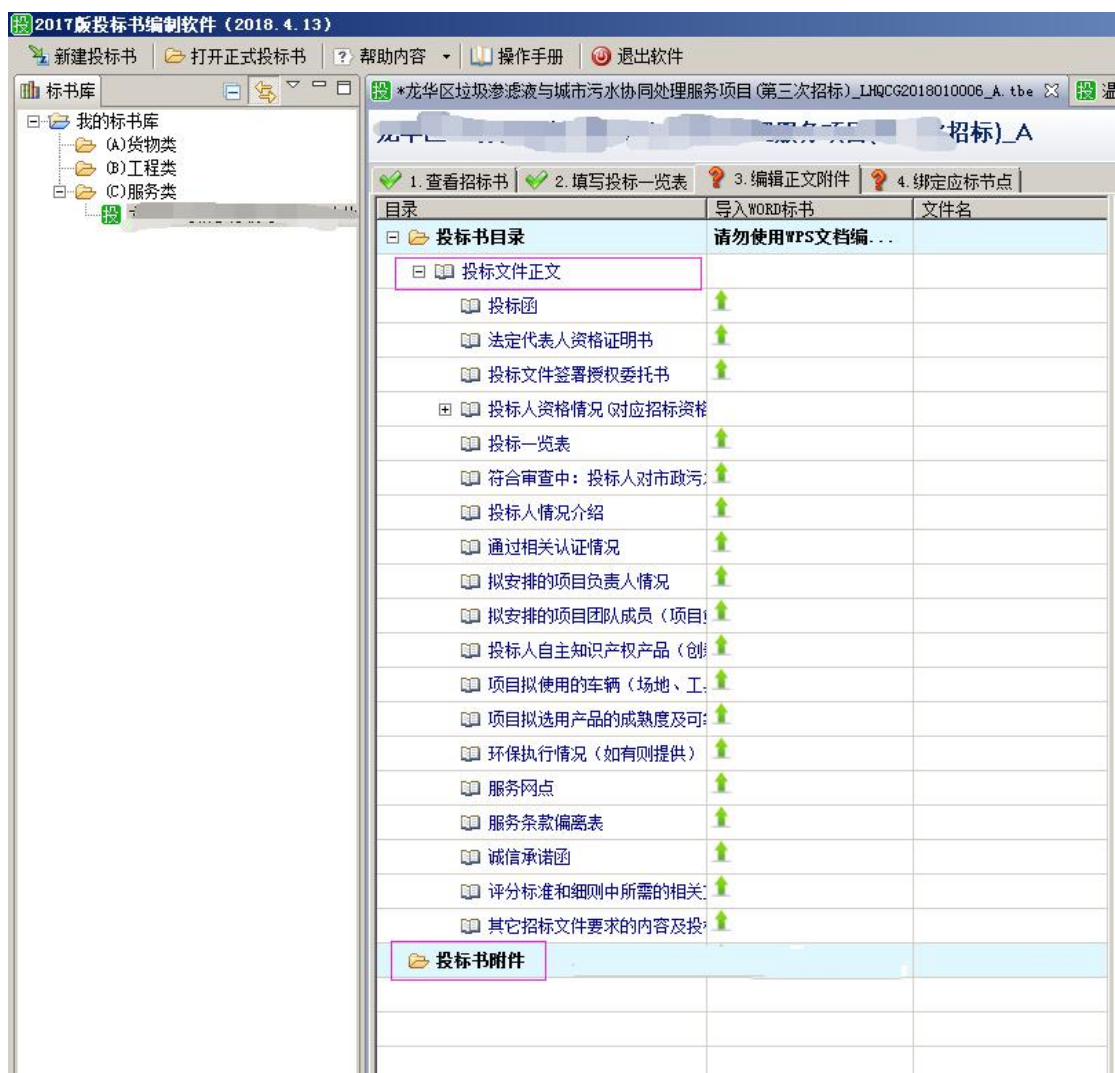 2017版投标书编制软件（2018.4.13）
新建投标书 打开正式投标书 帮助内容 操作手册 退出软件
标书库
*龙华区垃圾渗滤液与城市污水协同处理服务项目(第三次招标)_LHQCG2018010006_A.tbe
我的标书库
(A)货物类
(B)工程类
(C)服务类
招标)_A
1.查看招标书 2.填写投标一览表 3.编辑正文附件 4.绑定应标节点
目录 导入WORD标书 文件名
投标书目录 请勿使用WPS文档编...
投标文件正文
投标函
法定代表人资格证明书
投标文件签署授权委托书
投标人资格情况(对应招标资格
投标一览表
符合审查中：投标人对市政污
投标人情况介绍
通过相关认证情况
拟安排的项目负责人情况
拟安排的项目团队成员（项目
投标人自主知识产权产品（创
项目拟使用的车辆（场地、工
项目拟选用产品的成熟度及可
环保执行情况（如有则提供）
服务网点
服务条款偏离表
诚信承诺函
评分标准和细则中所需的相关
其它招标文件要求的内容及投
投标书附件